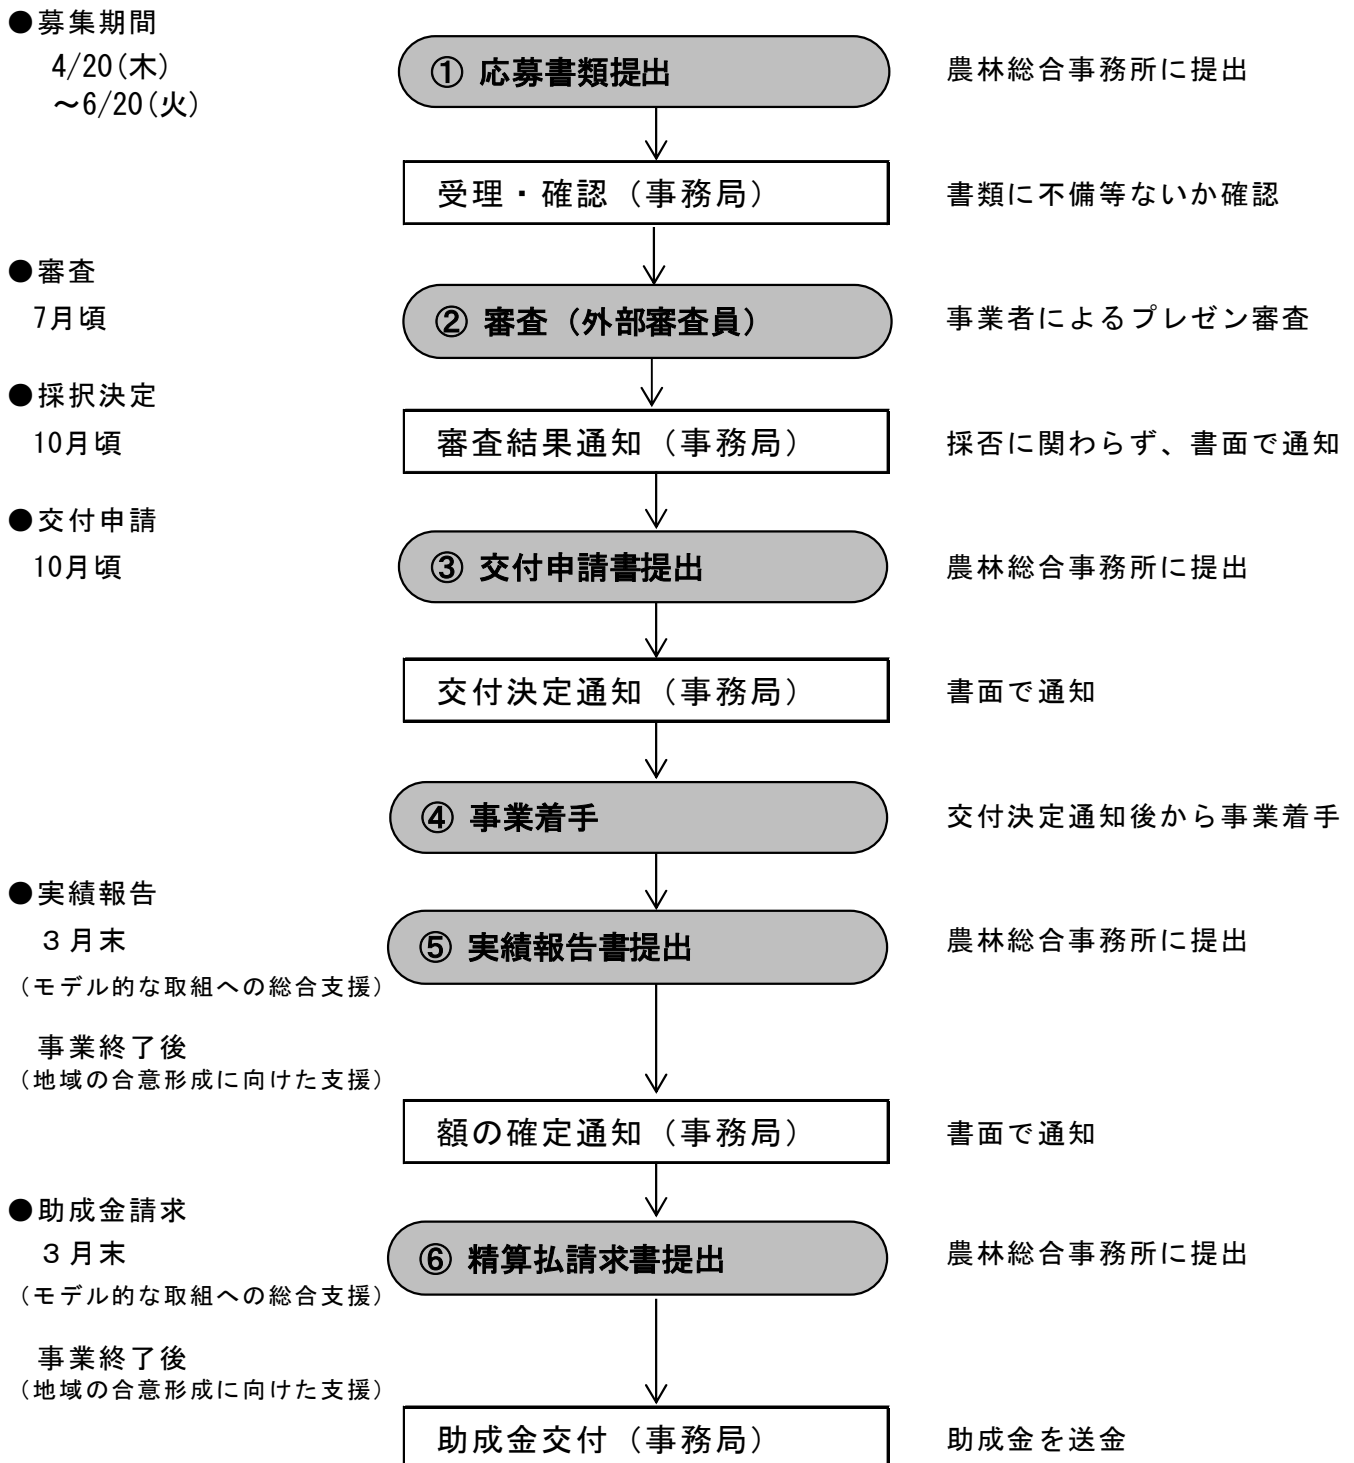 ●募集期間
4/20(木)
～6/20(火)
① 応募書類提出
農林総合事務所に提出
受理・確認（事務局）
書類に不備等ないか確認
●審査
7月頃
② 審査（外部審査員）
事業者によるプレゼン審査
●採択決定
10月頃
審査結果通知（事務局）
採否に関わらず、書面で通知
●交付申請
10月頃
③ 交付申請書提出
農林総合事務所に提出
交付決定通知（事務局）
書面で通知
④ 事業着手
交付決定通知後から事業着手
●実績報告
３月末
（モデル的な取組への総合支援）
事業終了後
（地域の合意形成に向けた支援）
⑤ 実績報告書提出
農林総合事務所に提出
額の確定通知（事務局）
書面で通知
●助成金請求
３月末
（モデル的な取組への総合支援）
事業終了後
（地域の合意形成に向けた支援）
⑥ 精算払請求書提出
農林総合事務所に提出
助成金交付（事務局）
助成金を送金